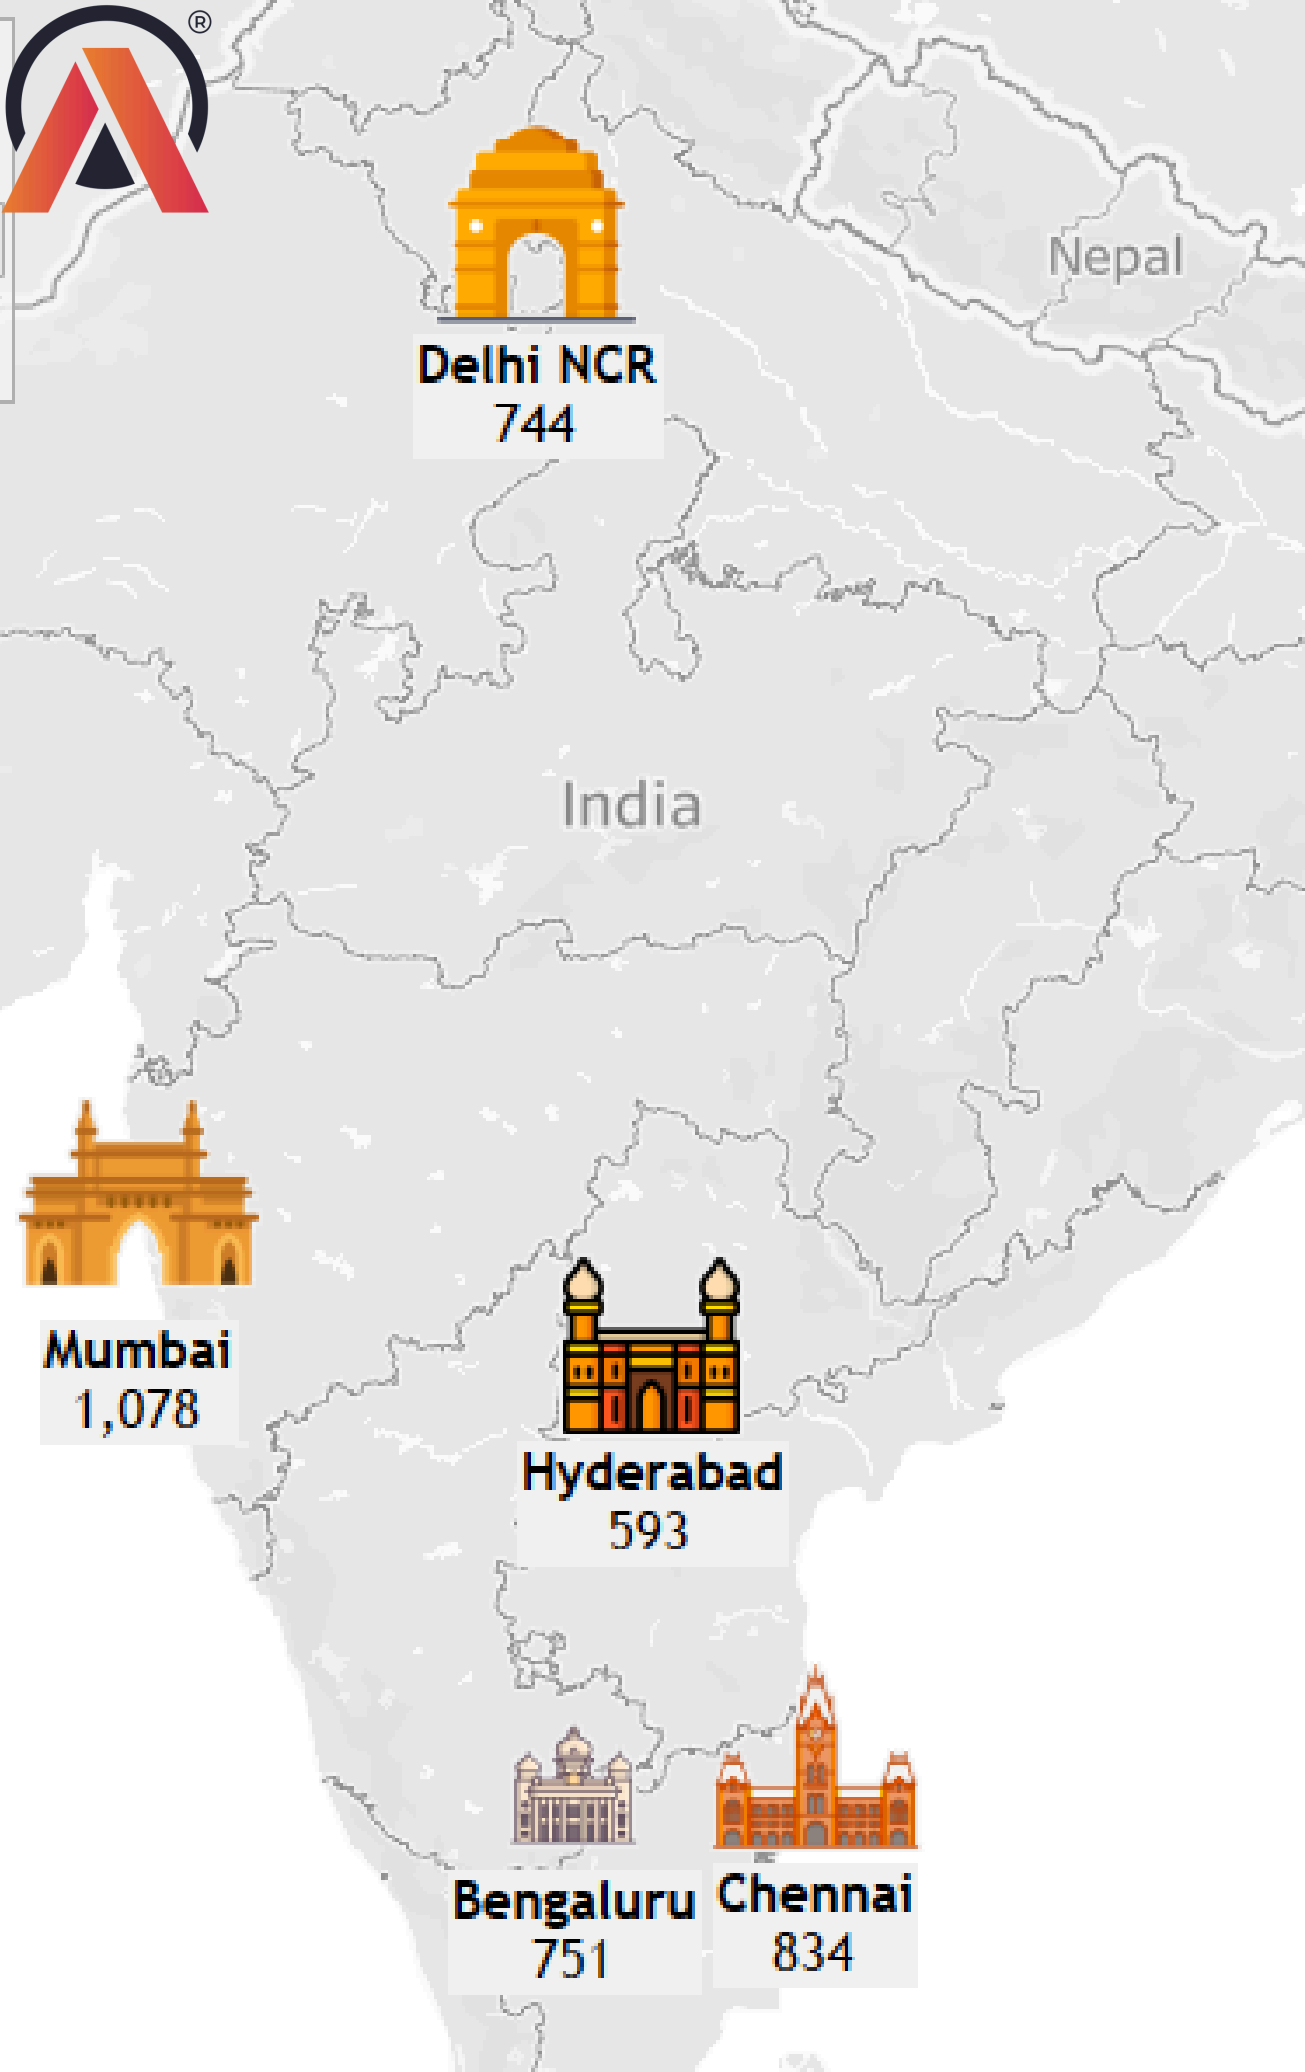 ®
Nepal
Delhi NCR
744
India
Mumbai
1,078
Hyderabad
593
Bengaluru
751
Chennai
834